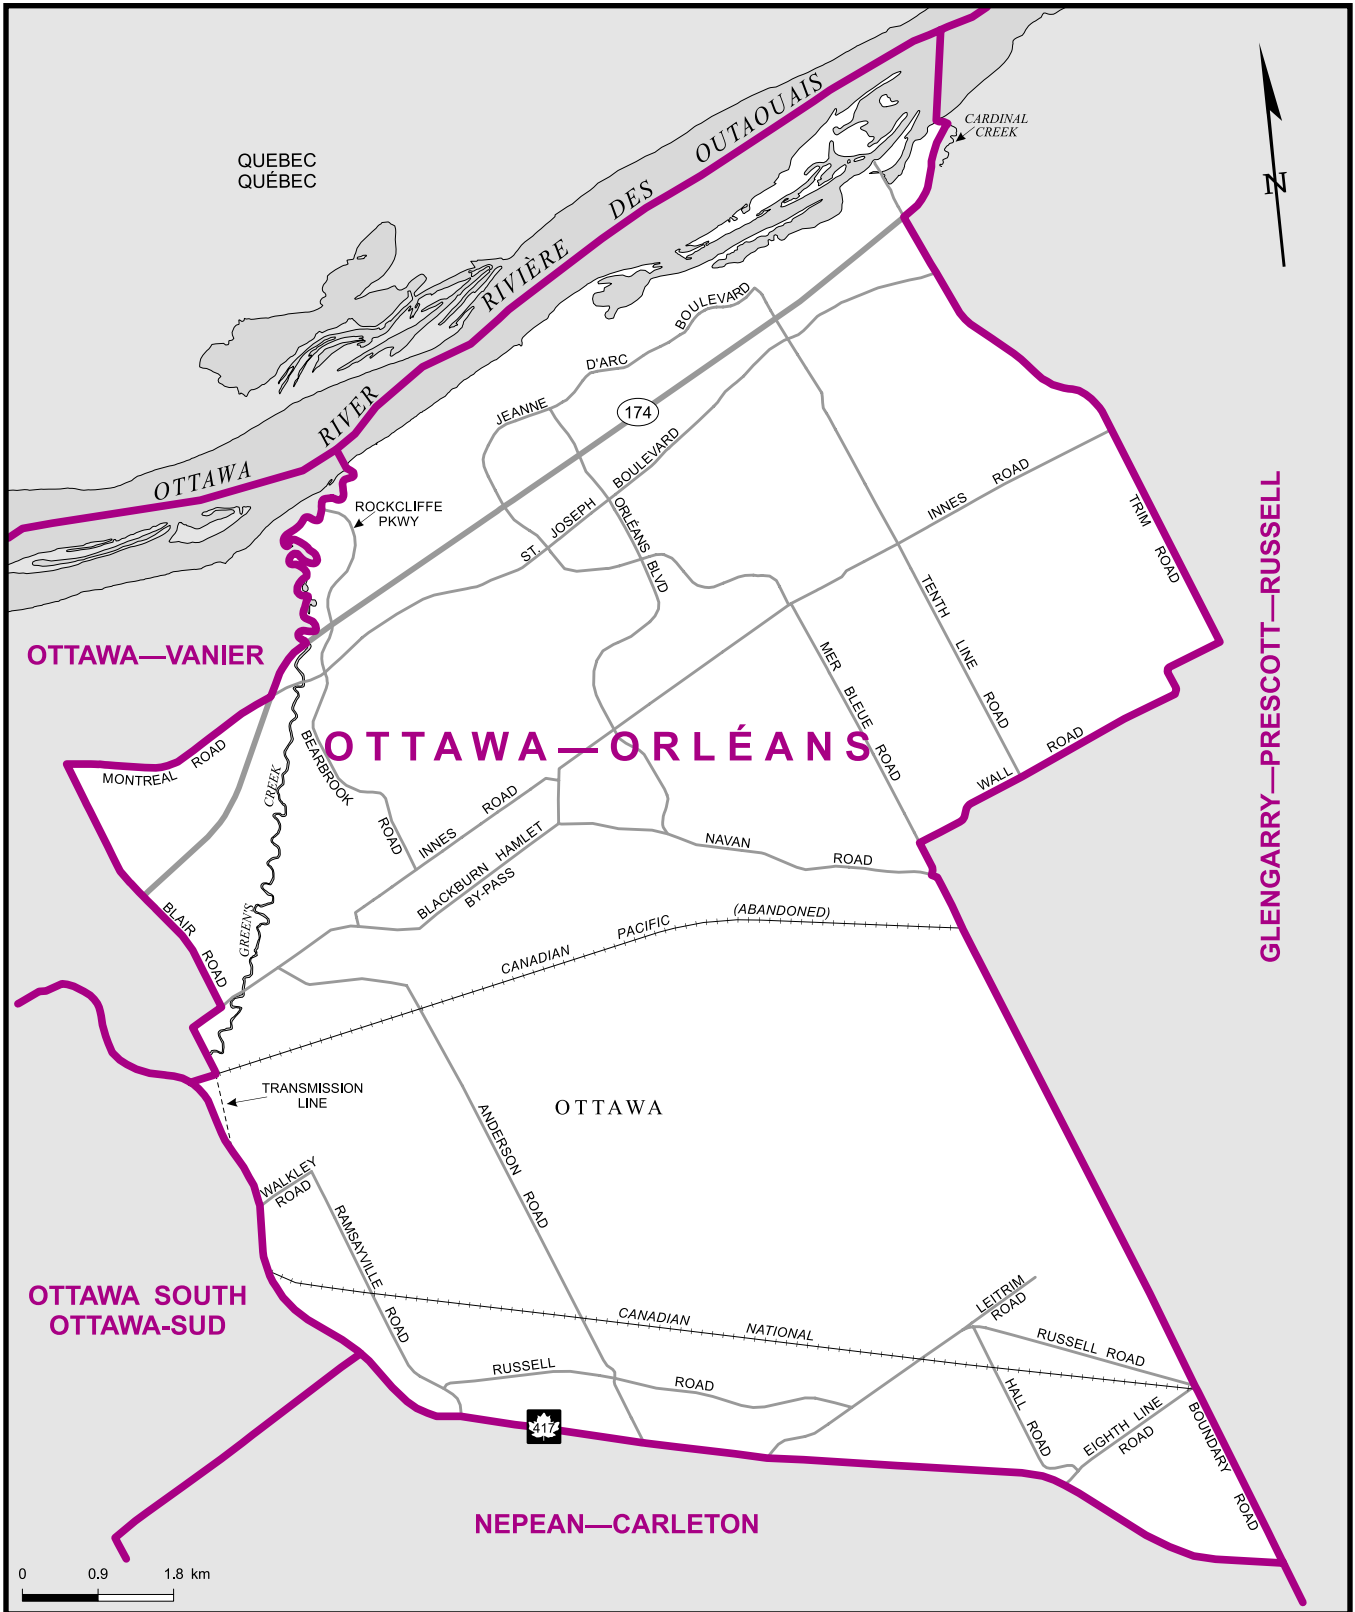 QUEBEC
QUÉBEC
OTTAWA RIVER
RIVIÈRE DES OUTAOUAIS
CARDINAL
CREEK
N
BOULEVARD
D'ARC
JEANNE
174
ST. JOSEPH BOULEVARD
ORLÉANS BLVD
ROCKCLIFFE
PKWY
INNES ROAD
TRIM ROAD
TENTH LINE ROAD
MER BLEUE ROAD
OTTAWA—VANIER
GLENGARRY—PRESCOTT—RUSSELL
OTTAWA—ORLÉANS
MONTREAL ROAD
BEARBROOK ROAD
GREEN'S CREEK
WALL ROAD
INNES ROAD
BLACKBURN HAMLET
BY-PASS
NAVAN ROAD
BLAIR ROAD
CANADIAN PACIFIC (ABANDONED)
TRANSMISSION
LINE
OTTAWA
ANDERSON ROAD
WALKLEY
ROAD
RAMSAYVILLE ROAD
OTTAWA SOUTH
OTTAWA-SUD
CANADIAN NATIONAL
LEITRIM
ROAD
RUSSELL ROAD
RUSSELL ROAD
HALL ROAD
EIGHTH LINE
ROAD
BOUNDARY ROAD
417
NEPEAN—CARLETON
0 0.9 1.8 km